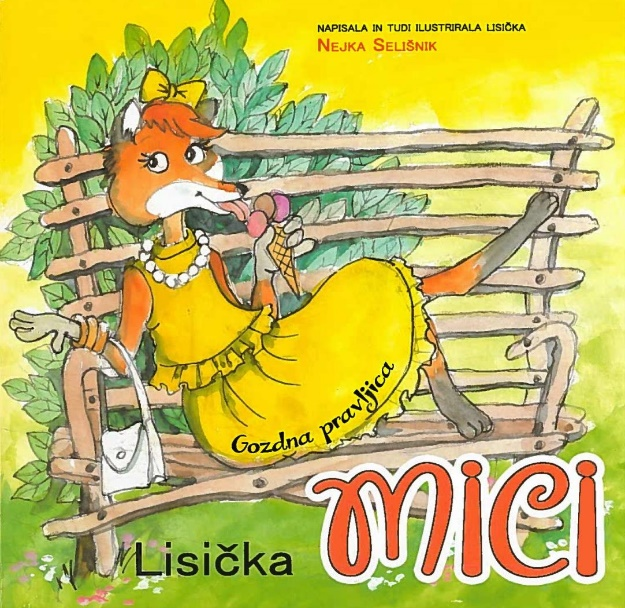 NAPISALA IN TUDI ILUSTRIRALA LISIČKA
NEJKA SELIŠNIK
Gozdna pravljica
Lisička MICI